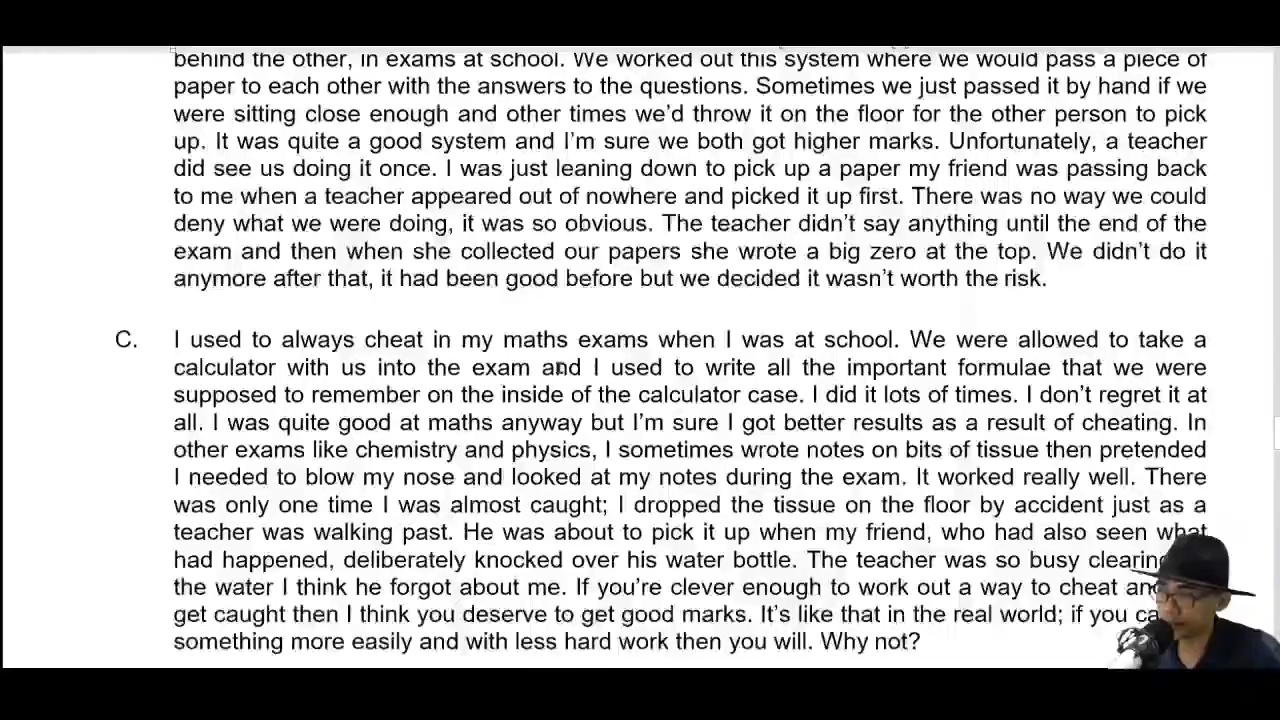 behind the other, in exams at school. We worked out this system where we would pass a piece of
paper to each other with the answers to the questions. Sometimes we just passed it by hand if we
were sitting close enough and other times we'd throw it on the floor for the other person to pick
up. It was quite a good system and I'm sure we both got higher marks. Unfortunately, a teacher
did see us doing it once. I was just leaning down to pick up a paper my friend was passing back
to me when a teacher appeared out of nowhere and picked it up first. There was no way we could
deny what we were doing, it was so obvious. The teacher didn't say anything until the end of the
exam and then when she collected our papers she wrote a big zero at the top. We didn't do it
anymore after that, it had been good before but we decided it wasn't worth the risk.
C. I used to always cheat in my maths exams when I was at school. We were allowed to take a
calculator with us into the exam and I used to write all the important formulae that we were
supposed to remember on the inside of the calculator case. I did it lots of times. I don't regret it at
all. I was quite good at maths anyway but I'm sure I got better results as a result of cheating. In
other exams like chemistry and physics, I sometimes wrote notes on bits of tissue then pretended
I needed to blow my nose and looked at my notes during the exam. It worked really well. There
was only one time I was almost caught; I dropped the tissue on the floor by accident just as a
teacher was walking past. He was about to pick it up when my friend, who had also seen what
had happened, deliberately knocked over his water bottle. The teacher was so busy clearing
the water I think he forgot about me. If you're clever enough to work out a way to cheat
get caught then I think you deserve to get good marks. It's like that in the real world; if you
something more easily and with less hard work then you will. Why not?